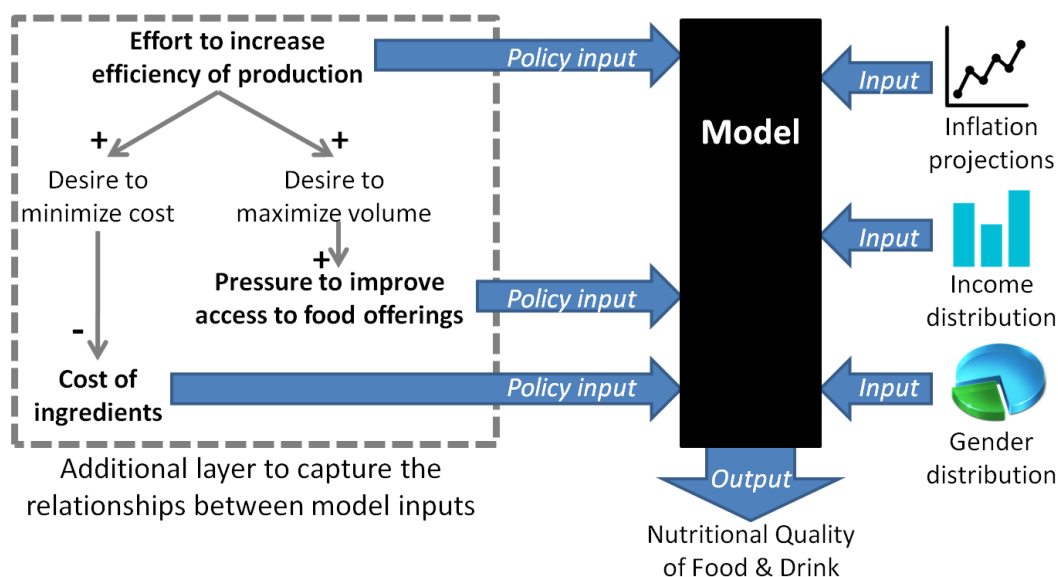 Effort to increase
efficiency of production
+
+
Desire to
minimize cost
Desire to
maximize volume
+
Pressure to improve
access to food offerings
-
Cost of
ingredients
Additional layer to capture the
relationships between model inputs
Policy input
Policy input
Policy input
Model
Output
Nutritional Quality
of Food & Drink
Input
Inflation
projections
Input
Income
distribution
Input
Gender
distribution